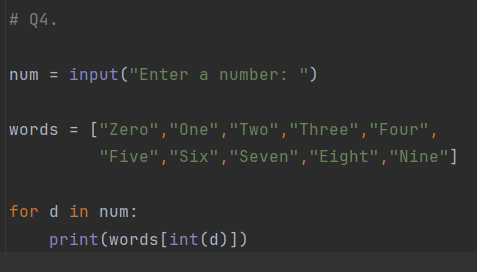 # Q4.
num = input("Enter a number: ")
words = ["Zero","One","Two","Three","Four",
         "Five","Six","Seven","Eight","Nine"]
for d in num:
    print(words[int(d)])